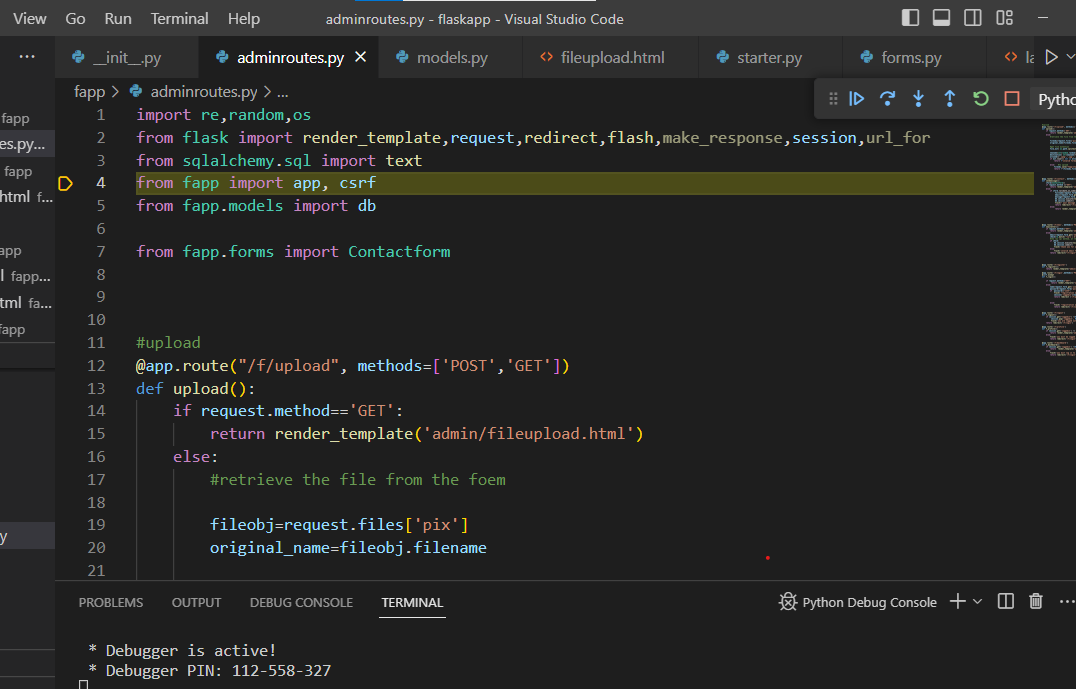 View Go Run Terminal Help adminroutes.py - flaskapp - Visual Studio Code
... __init__.py adminroutes.py models.py fileupload.html starter.py forms.py la
fapp > adminroutes.py > ...
Pytho
fapp
es.py...
fapp
html f...
app
l fapp...
tml fa...
fapp
y
1 import re,random,os
2 from flask import render_template,request,redirect,flash,make_response,session,url_for
3 from sqlalchemy.sql import text
4 from fapp import app, csrf
5 from fapp.models import db
6
7 from fapp.forms import Contactform
8
9
10
11 #upload
12 @app.route("/f/upload", methods=['POST','GET'])
13 def upload():
14 if request.method=='GET':
15 return render_template('admin/fileupload.html')
16 else:
17 #retrieve the file from the foem
18
19 fileobj=request.files['pix']
20 original_name=fileobj.filename
21
PROBLEMS OUTPUT DEBUG CONSOLE TERMINAL Python Debug Console ...
* Debugger is active!
* Debugger PIN: 112-558-327